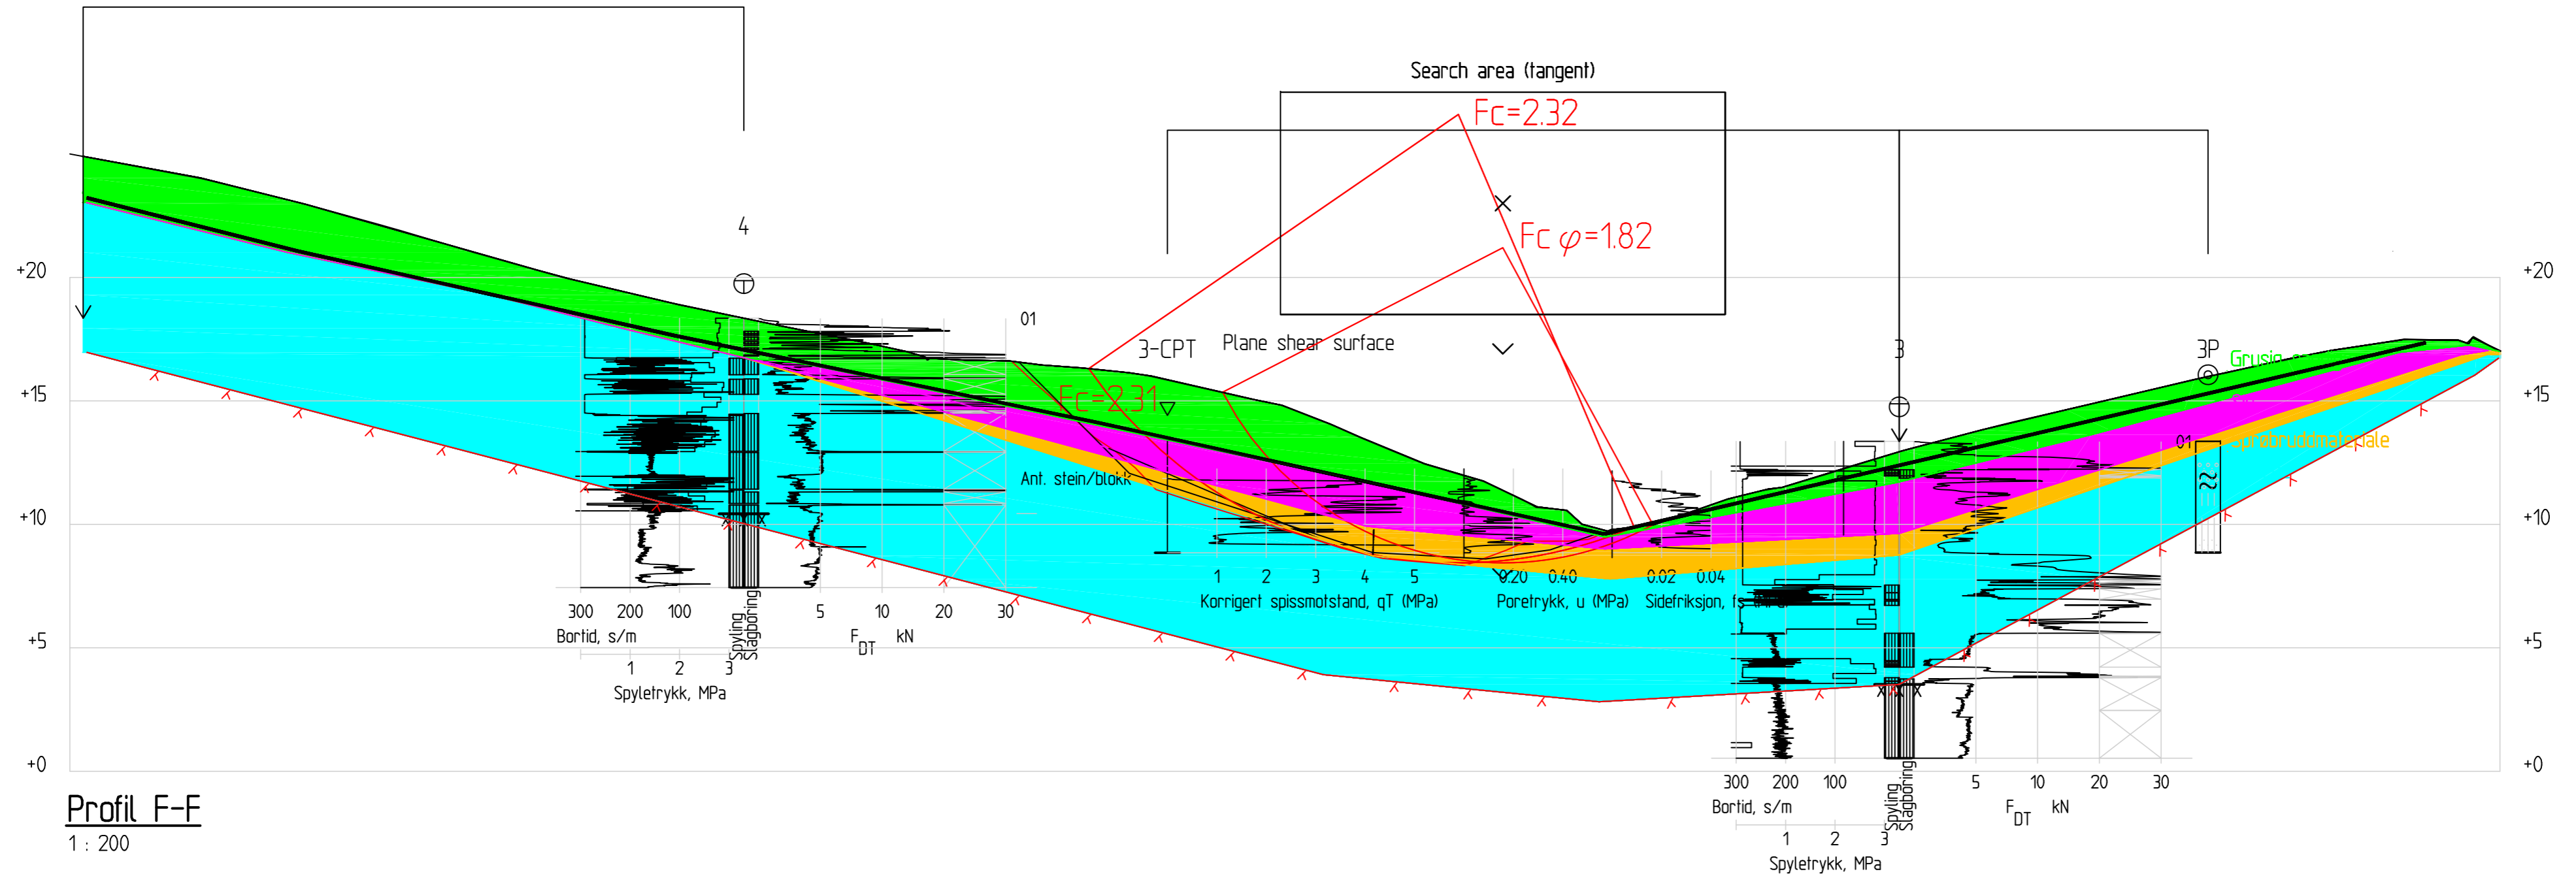 Search area (tangent)
Fc=2.32
Fc φ=1.82
4
+20
+20
01
3-CPT
Plane shear surface
3
3P
Grusig
Fc=2.31
+15
+15
Sprøbruddmateriale
01
Ant. stein/blokk
+10
+10
1 2 3 4 5
0.20 0.40
0.02 0.04
Korrigert spissmotstand, qT (MPa)
Poretrykk, u (MPa)
Sidefriksjon,
300 200 100
5 10 20 30
Bortid, s/m
Spyling
Slagboring
FDT kN
+5
+5
1 2 3
Spyletrykk, MPa
+0
+0
300 200 100
5 10 20 30
Bortid, s/m
Spyling
Slagboring
FDT kN
1 2 3
Spyletrykk, MPa
Profil F-F
1 : 200